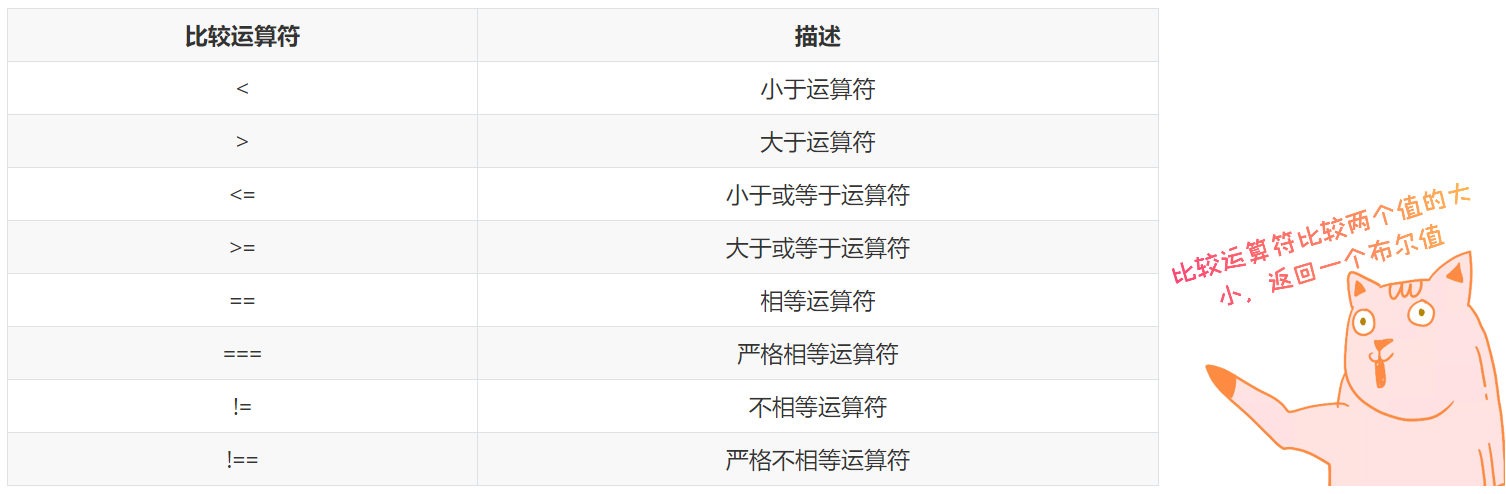 比较运算符 描述
< 小于运算符
> 大于运算符
<= 小于或等于运算符
>= 大于或等于运算符
== 相等运算符
=== 严格相等运算符
!= 不相等运算符
!== 严格不相等运算符
比较运算符比较两个值的大
小，返回一个布尔值